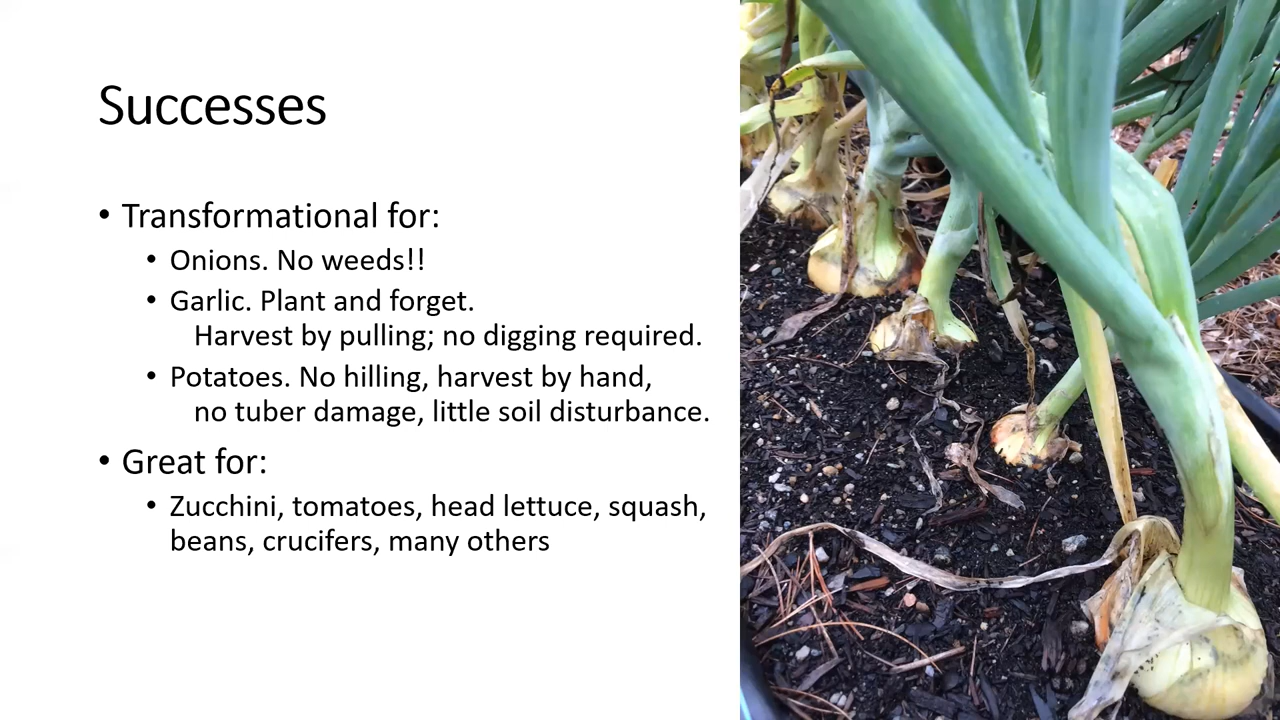 Successes
• Transformational for:
• Onions. No weeds!!
• Garlic. Plant and forget.
Harvest by pulling; no digging required.
• Potatoes. No hilling, harvest by hand,
no tuber damage, little soil disturbance.
• Great for:
• Zucchini, tomatoes, head lettuce, squash,
beans, crucifers, many others